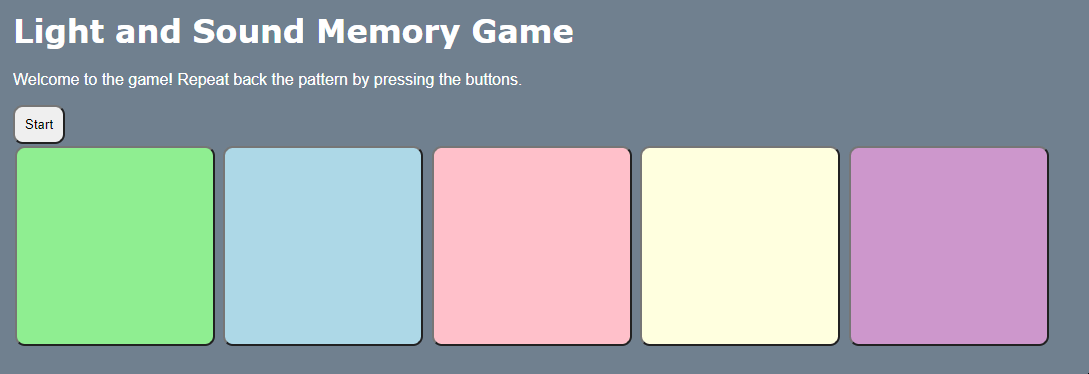 Light and Sound Memory Game
Welcome to the game! Repeat back the pattern by pressing the buttons.
Start